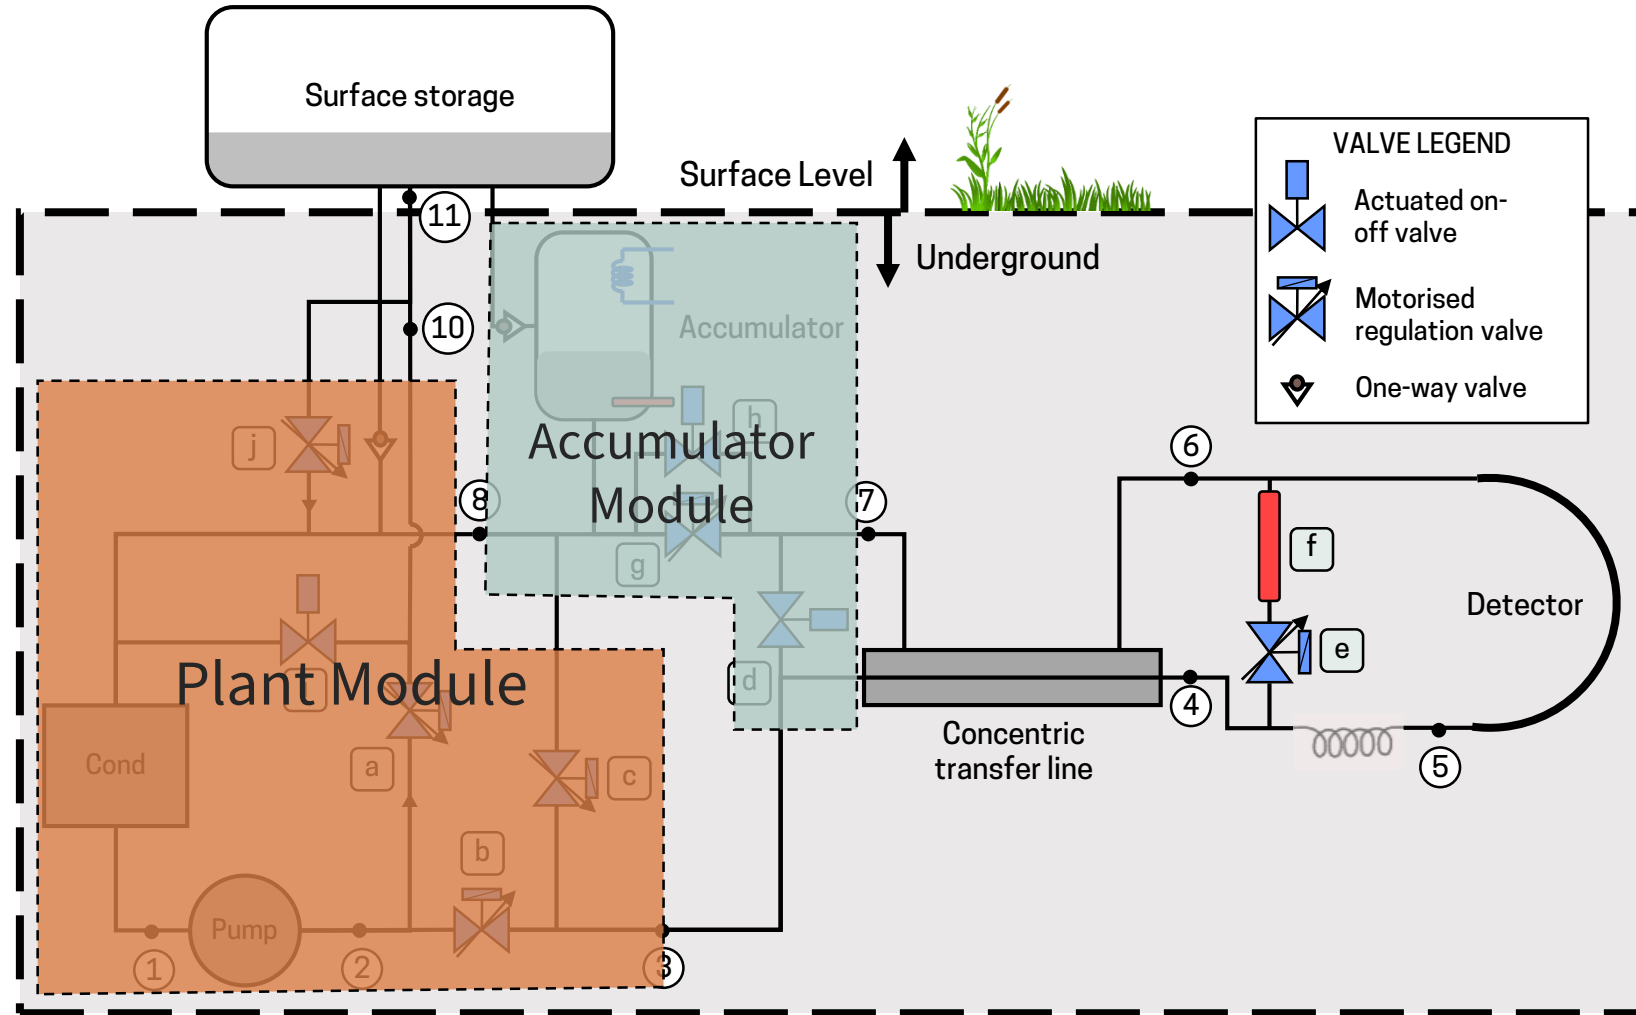 Surface storage
11
10
Surface Level
Underground
VALVE LEGEND
Actuated on-
off valve
Motorised
regulation valve
One-way valve
Accumulator
j
h
Accumulator
Module
8
7
6
g
f
e
Detector
Plant Module
d
4
Concentric
transfer line
5
Cond
a
c
b
Pump
1
2
3